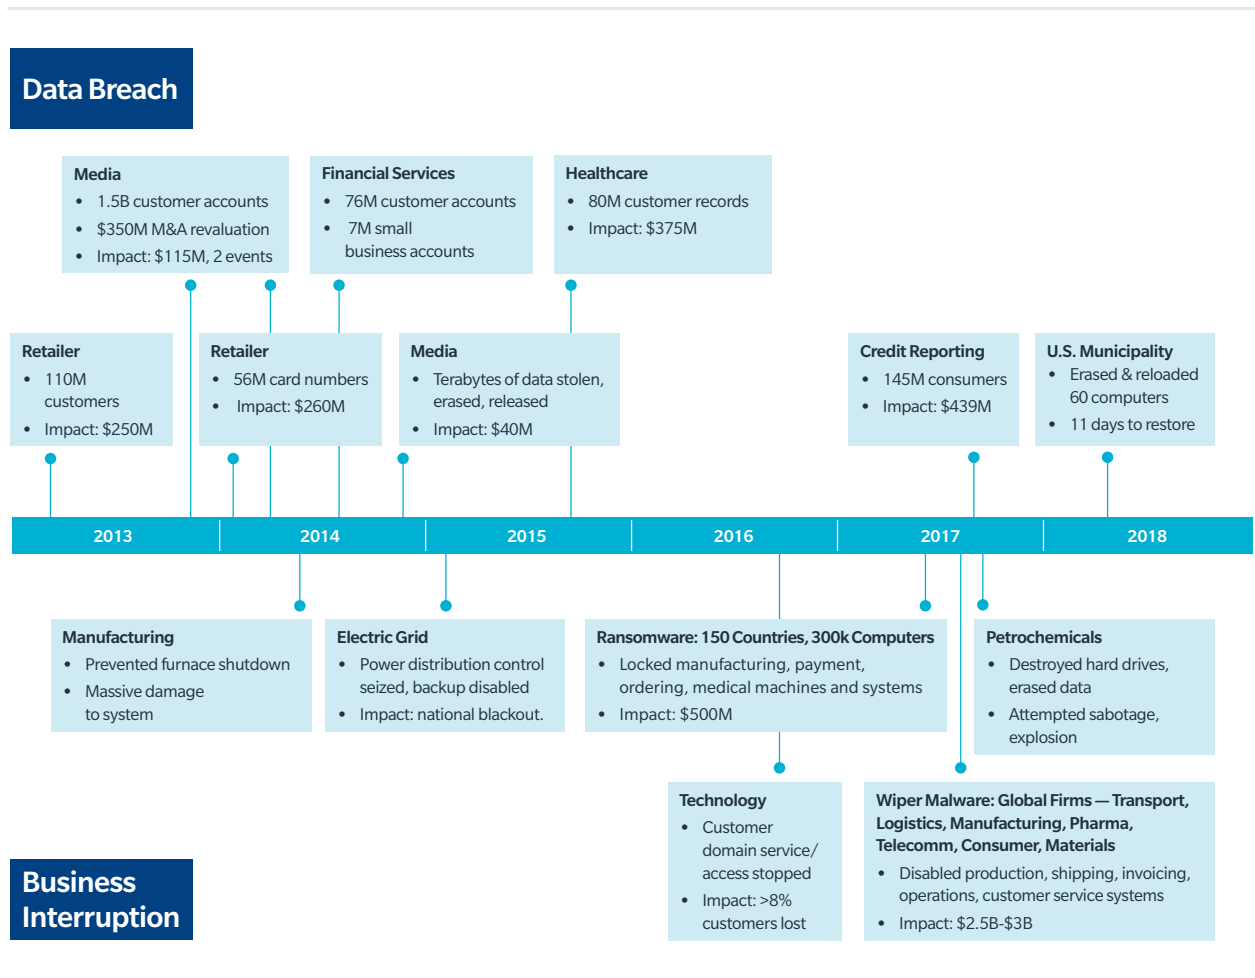 Data Breach
Media
• 1.5B customer accounts
• $350M M&A revaluation
• Impact: $115M, 2 events
Financial Services
• 76M customer accounts
• 7M small
business accounts
Healthcare
• 80M customer records
• Impact: $375M
Retailer
• 110M
customers
• Impact: $250M
Retailer
• 56M card numbers
• Impact: $260M
Media
• Terabytes of data stolen,
erased, released
• Impact: $40M
Credit Reporting
• 145M consumers
• Impact: $439M
U.S. Municipality
• Erased & reloaded
60 computers
• 11 days to restore
2013
2014
2015
2016
2017
2018
Manufacturing
• Prevented furnace shutdown
• Massive damage
to system
Electric Grid
• Power distribution control
seized, backup disabled
• Impact: national blackout.
Ransomware: 150 Countries, 300k Computers
• Locked manufacturing, payment,
ordering, medical machines and systems
• Impact: $500M
Petrochemicals
• Destroyed hard drives,
erased data
• Attempted sabotage,
explosion
Technology
• Customer
domain service/
access stopped
• Impact: >8%
customers lost
Wiper Malware: Global Firms — Transport,
Logistics, Manufacturing, Pharma,
Telecomm, Consumer, Materials
• Disabled production, shipping, invoicing,
operations, customer service systems
• Impact: $2.5B-$3B
Business
Interruption